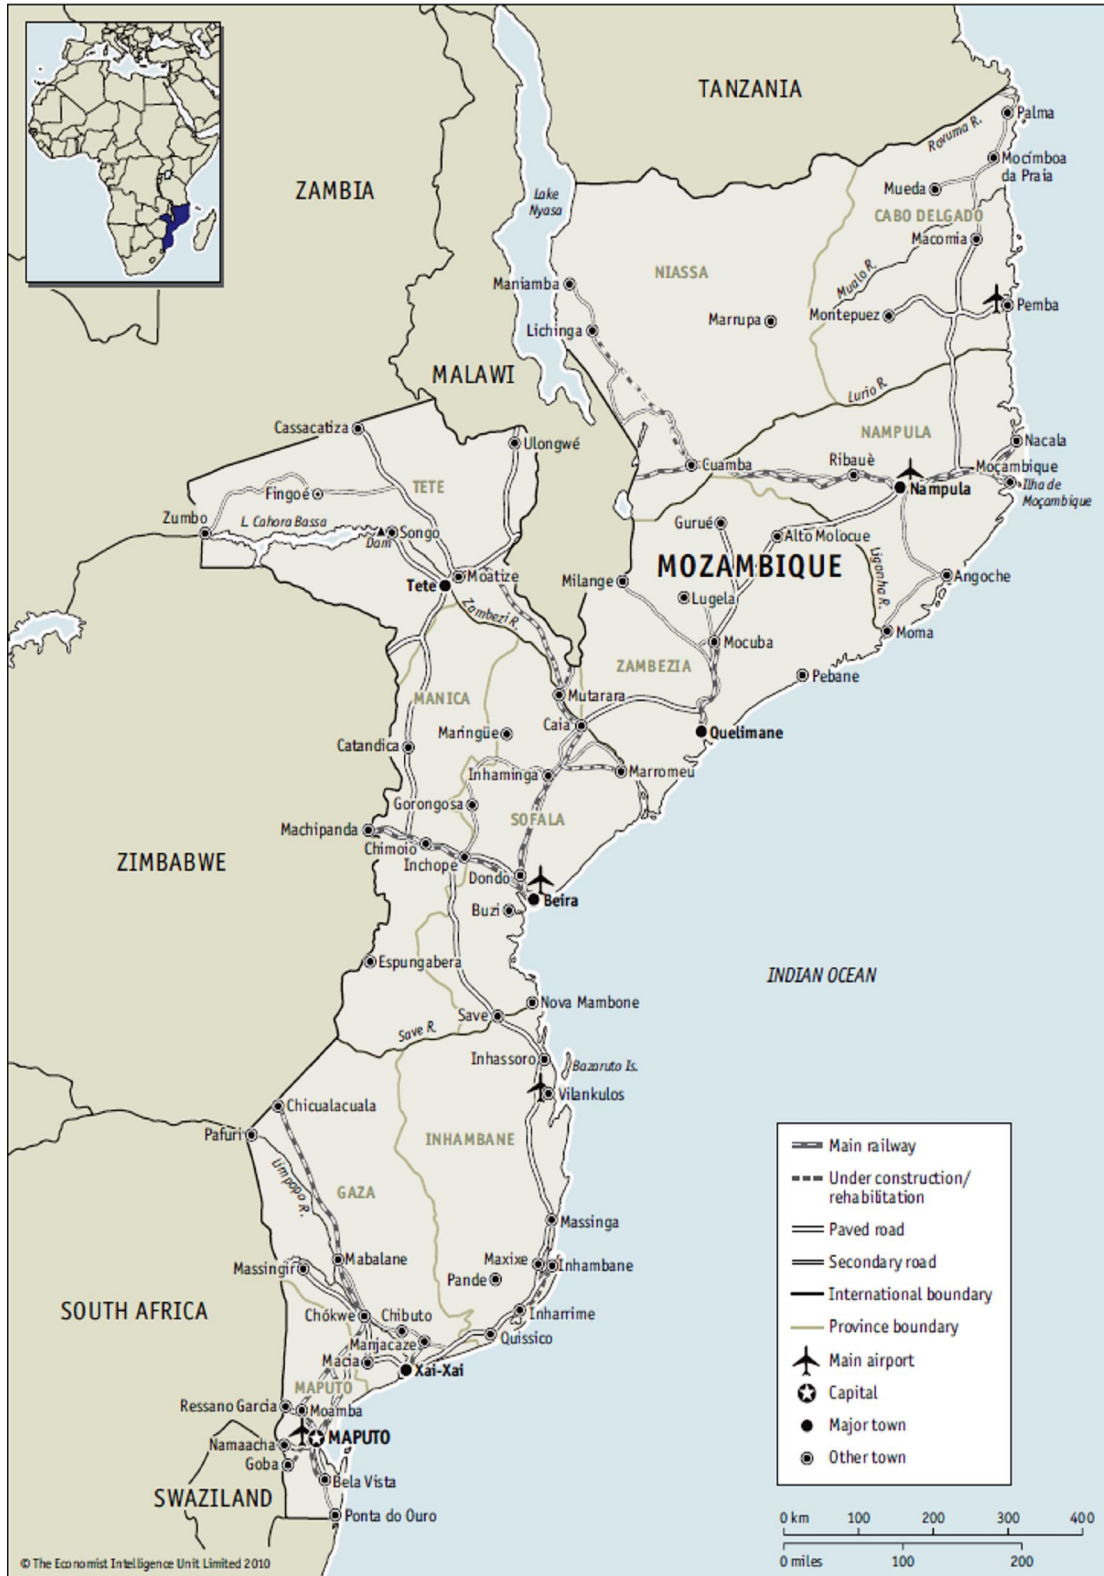 TANZANIA
Rovuma R.
Palma
Mocímboa
da Praia
Mueda
CABO DELGADO
ZAMBIA
Lake
Nyasa
Macomia
NIASSA
Mualo R.
Maniamba
Pemba
Montepuez
Marrupa
Lichinga
MALAWI
Lurio R.
Cassacatiza
NAMPULA
Nacala
Ulongwé
Cuamba
Ribauè
Moçambique
Ilha de
Moçambique
Nampula
TETE
Fingoé
Zumbo
L. Cahora Bassa
Dam
Songo
Gurué
Alto Molocue
MOZAMBIQUE
Ligonha R.
Angoche
Moatize
Tete
Milange
Lugela
Zambezi R.
Moma
Mocuba
ZAMBEZIA
Pebane
MANICA
Mutarara
Caia
Quelimane
Maringüe
Catandica
Inhaminga
Marromeu
Gorongosa
SOFALA
Machipanda
Chimoio
ZIMBABWE
Inchope
Dondo
Beira
Buzi
Espungabera
INDIAN OCEAN
Nova Mambone
Save
Save R.
Inhassoro
Bazaruto Is.
Vilankulos
Chicualacuala
Pafuri
INHAMBANE
Limpopo R.
GAZA
Massinga
Mabalane
Massingir
Maxixe
Inhambane
Pande
SOUTH AFRICA
Chókwe
Chibuto
Inharrime
Manjacaze
Quissico
Macia
Xai-Xai
MAPUTO
Ressano Garcia
Moamba
MAPUTO
Namaacha
Goba
Bela Vista
SWAZILAND
Ponta do Ouro
Main railway
Under construction/
rehabilitation
Paved road
Secondary road
International boundary
Province boundary
Main airport
Capital
Major town
Other town
0 km 100 200 300 400
0 miles 100 200
© The Economist Intelligence Unit Limited 2010